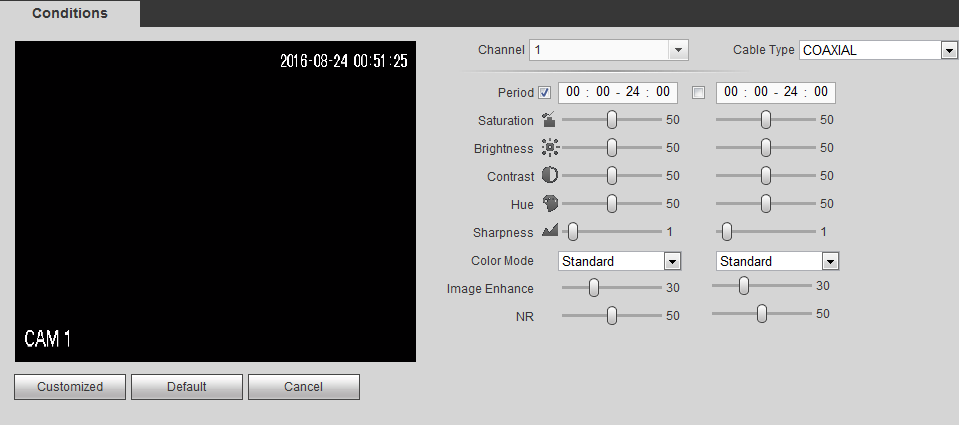 Conditions
2016-08-24 00:51:25
CAM 1
Channel 1 Cable Type COAXIAL
Period 00 : 00 - 24 : 00 00 : 00 - 24 : 00
Saturation 50 50
Brightness 50 50
Contrast 50 50
Hue 50 50
Sharpness 1 1
Color Mode Standard Standard
Image Enhance 30 30
NR 50 50
Customized Default Cancel